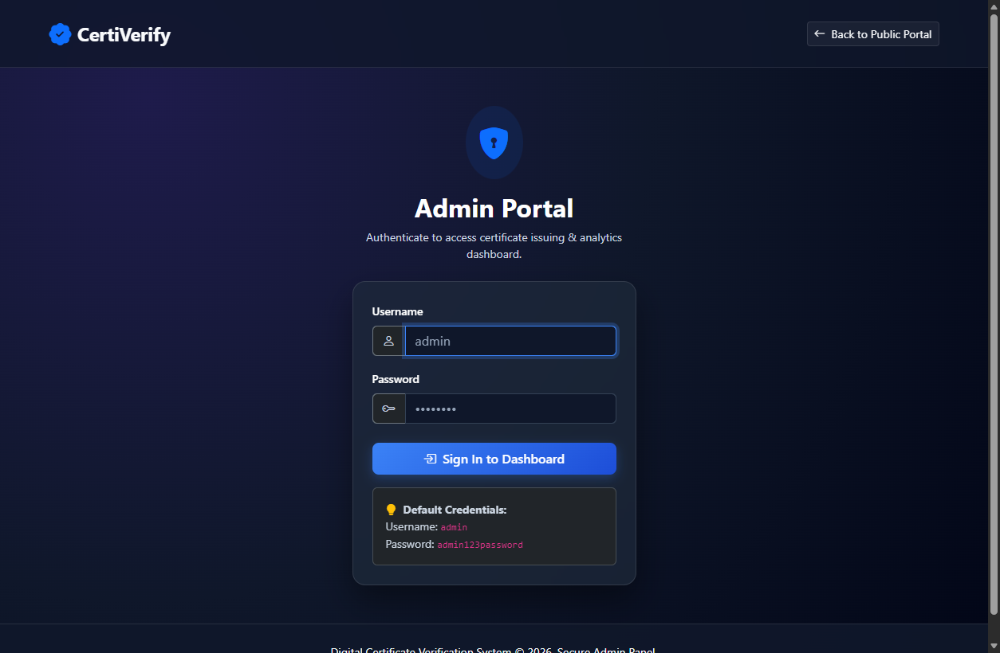 CertiVerify
Back to Public Portal
Admin Portal
Authenticate to access certificate issuing & analytics
dashboard.
Username
admin
Password
••••••••
Sign In to Dashboard
Default Credentials:
Username: admin
Password: admin123password
Digital Certificate Verification System © 2026. Secure Admin Panel.